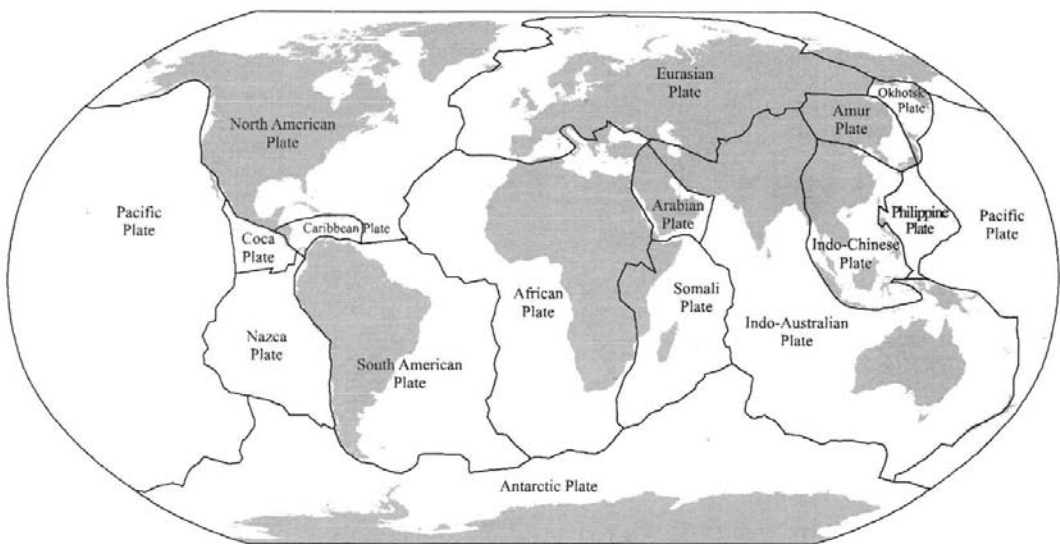 Eurasian
Plate
Okhotsk
Plate
North American
Plate
Amur
Plate
Pacific
Plate
Caribbean Plate
Coca
Plate
Arabian
Plate
Indo-Chinese
Plate
Philippine
Plate
Pacific
Plate
African
Plate
Somali
Plate
Indo-Australian
Plate
Nazca
Plate
South American
Plate
Antarctic Plate